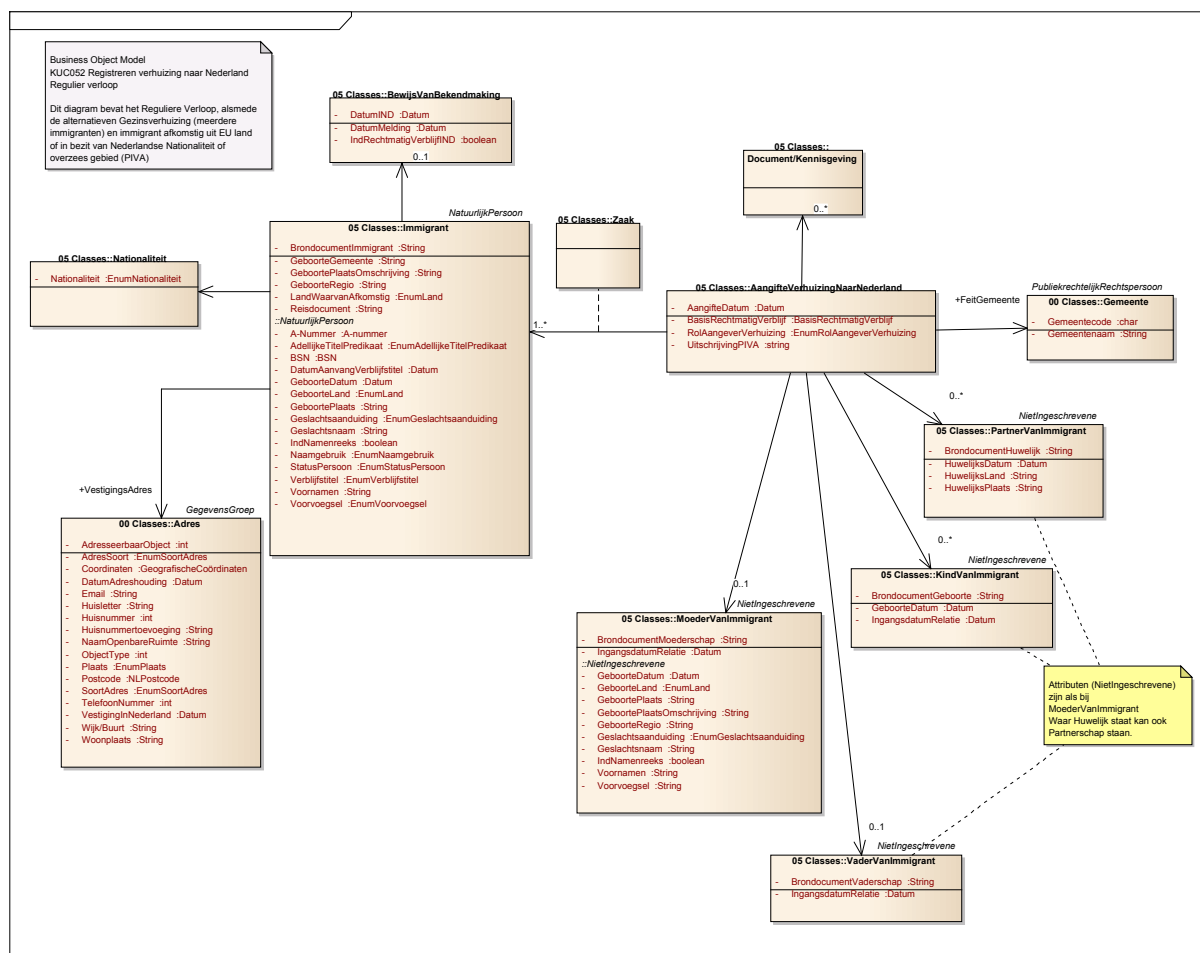 Business Object Model
KUC052 Registreren verhuizing naar Nederland
Regulier verloop
Dit diagram bevat het Reguliere Verloop, alsmede
de alternatieven Gezinsverhuizing (meerdere
immigranten) en immigrant afkomstig uit EU land
of in bezit van Nederlandse Nationaliteit of
overzees gebied (PIVA)
05 Classes::BewijsVanBekendmaking
- DatumIND :Datum
- DatumMelding :Datum
- IndRechtmatigVerblijfIND :boolean
0..1
05 Classes::
Document/Kennisgeving
0..*
NatuurlijkPersoon
05 Classes::Immigrant
- BrondocumentImmigrant :String
- GeboorteGemeente :String
- GeboortePlaatsOmschrijving :String
- GeboorteRegio :String
- LandWaarvanAfkomstig :EnumLand
- Reisdocument :String
::NatuurlijkPersoon
- A-Nummer :A-nummer
- AdellijkeTitelPredikaat :EnumAdellijkeTitelPredikaat
- BSN :BSN
- DatumAanvangVerblijfstitel :Datum
- GeboorteDatum :Datum
- GeboorteLand :EnumLand
- GeboortePlaats :String
- Geslachtsaanduiding :EnumGeslachtsaanduiding
- Geslachtsnaam :String
- IndNamenreeks :boolean
- Naamgebruik :EnumNaamgebruik
- StatusPersoon :EnumStatusPersoon
- Verblijfstitel :EnumVerblijfstitel
- Voornamen :String
- Voorvoegsel :EnumVoorvoegsel
05 Classes::Zaak
05 Classes::Nationaliteit
- Nationaliteit :EnumNationaliteit
1..*
05 Classes::AangifteVerhuizingNaarNederland
- AangifteDatum :Datum
- BasisRechtmatigVerblijf :BasisRechtmatigVerblijf
- RolAangeverVerhuizing :EnumRolAangeverVerhuizing
- UitschrijvingPIVA :string
+FeitGemeente
PubliekrechtelijkRechtspersoon
00 Classes::Gemeente
- Gemeentecode :char
- Gemeentenaam :String
0..*
NietIngeschrevene
05 Classes::PartnerVanImmigrant
- BrondocumentHuwelijk :String
- HuwelijksDatum :Datum
- HuwelijksLand :String
- HuwelijksPlaats :String
+VestigingsAdres
GegevensGroep
00 Classes::Adres
- AdresseerbaarObject :int
- AdresSoort :EnumSoortAdres
- Coordinaten :GeografischeCoördinaten
- DatumAdreshouding :Datum
- Email :String
- Huisletter :String
- Huisnummer :int
- Huisnummertoevoeging :String
- NaamOpenbareRuimte :String
- ObjectType :int
- Plaats :EnumPlaats
- Postcode :NLPostcode
- SoortAdres :EnumSoortAdres
- TelefoonNummer :int
- VestigingInNederland :Datum
- Wijk/Buurt :String
- Woonplaats :String
0..*
NietIngeschrevene
05 Classes::KindVanImmigrant
- BrondocumentGeboorte :String
- GeboorteDatum :Datum
- IngangsdatumRelatie :Datum
0..1
NietIngeschrevene
05 Classes::MoederVanImmigrant
- BrondocumentMoederschap :String
- IngangsdatumRelatie :Datum
::NietIngeschrevene
- GeboorteDatum :Datum
- GeboorteLand :EnumLand
- GeboortePlaats :String
- GeboortePlaatsOmschrijving :String
- GeboorteRegio :String
- Geslachtsaanduiding :EnumGeslachtsaanduiding
- Geslachtsnaam :String
- IndNamenreeks :boolean
- Voornamen :String
- Voorvoegsel :String
Attributen (NietIngeschrevene)
zijn als bij
MoederVanImmigrant
Waar Huwelijk staat kan ook
Partnerschap staan.
0..1
NietIngeschrevene
05 Classes::VaderVanImmigrant
- BrondocumentVaderschap :String
- IngangsdatumRelatie :Datum